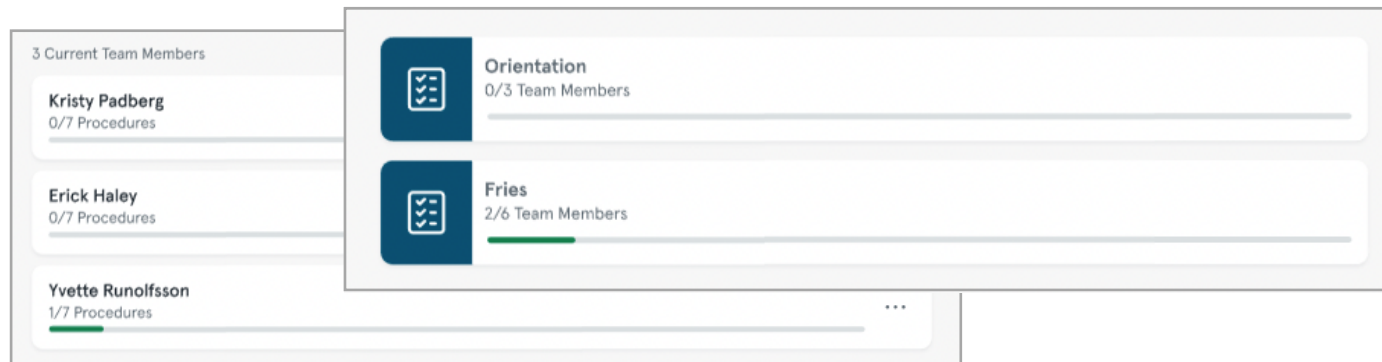 3 Current Team Members
Kristy Padberg
0/7 Procedures
Erick Haley
0/7 Procedures
Yvette Runolfsson
1/7 Procedures
Orientation
0/3 Team Members
Fries
2/6 Team Members